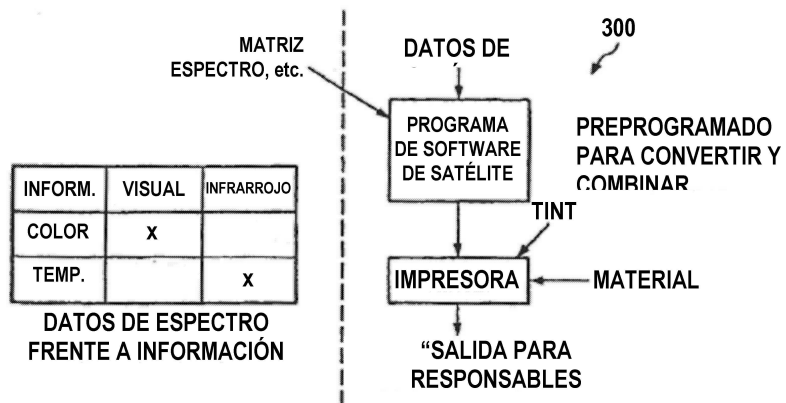 MATRIZ
ESPECTRO, etc.
DATOS DE
300
PROGRAMA
DE SOFTWARE
DE SATÉLITE
PREPROGRAMADO
PARA CONVERTIR Y
COMBINAR
TINT
IMPRESORA
MATERIAL
“SALIDA PARA
RESPONSABLES
INFORM. VISUAL INFRARROJO
COLOR X
TEMP. X
DATOS DE ESPECTRO
FRENTE A INFORMACIÓN